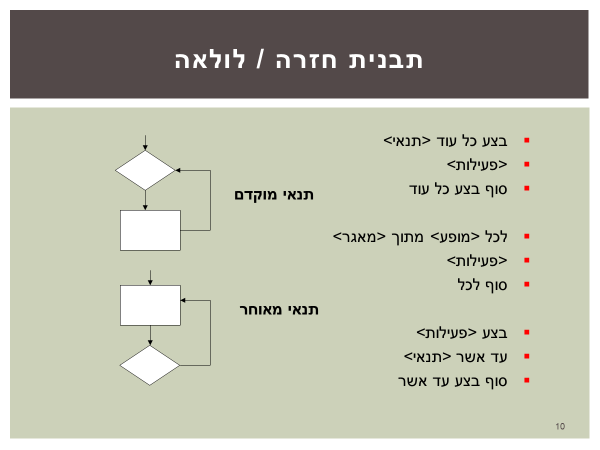 תבנית חזרה / לולאה
בצע כל עוד <תנאי>
<פעילות>
סוף בצע כל עוד
לכל <מופע> מתוך <מאגר>
<פעילות>
סוף לכל
בצע <פעילות>
עד אשר <תנאי>
סוף בצע עד אשר
תנאי מוקדם
תנאי מאוחר
10